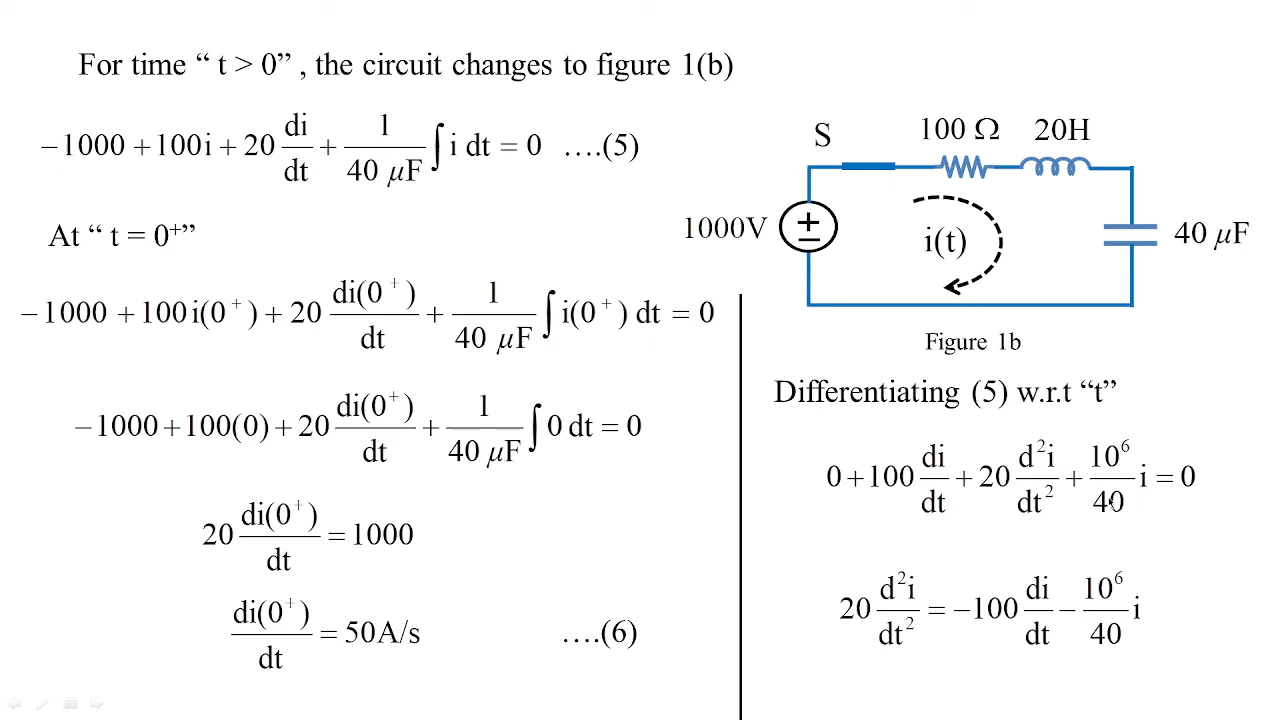 For time “ t > 0” , the circuit changes to figure 1(b)
−1000 + 100 i + 20 di/dt + 1/(40 μF) ∫ i dt = 0 ….(5)
At “ t = 0⁺”
−1000 + 100 i(0⁺) + 20 di(0⁺)/dt + 1/(40 μF) ∫ i(0⁺) dt = 0
−1000 + 100(0) + 20 di(0⁺)/dt + 1/(40 μF) ∫ 0 dt = 0
20 di(0⁺)/dt = 1000
di(0⁺)/dt = 50A/s ….(6)
S
100 Ω
20H
1000V
+
−
i(t)
40 μF
Figure 1b
Differentiating (5) w.r.t “t”
0 + 100 di/dt + 20 d²i/dt² + 10⁶/40 i = 0
20 d²i/dt² = −100 di/dt − 10⁶/40 i